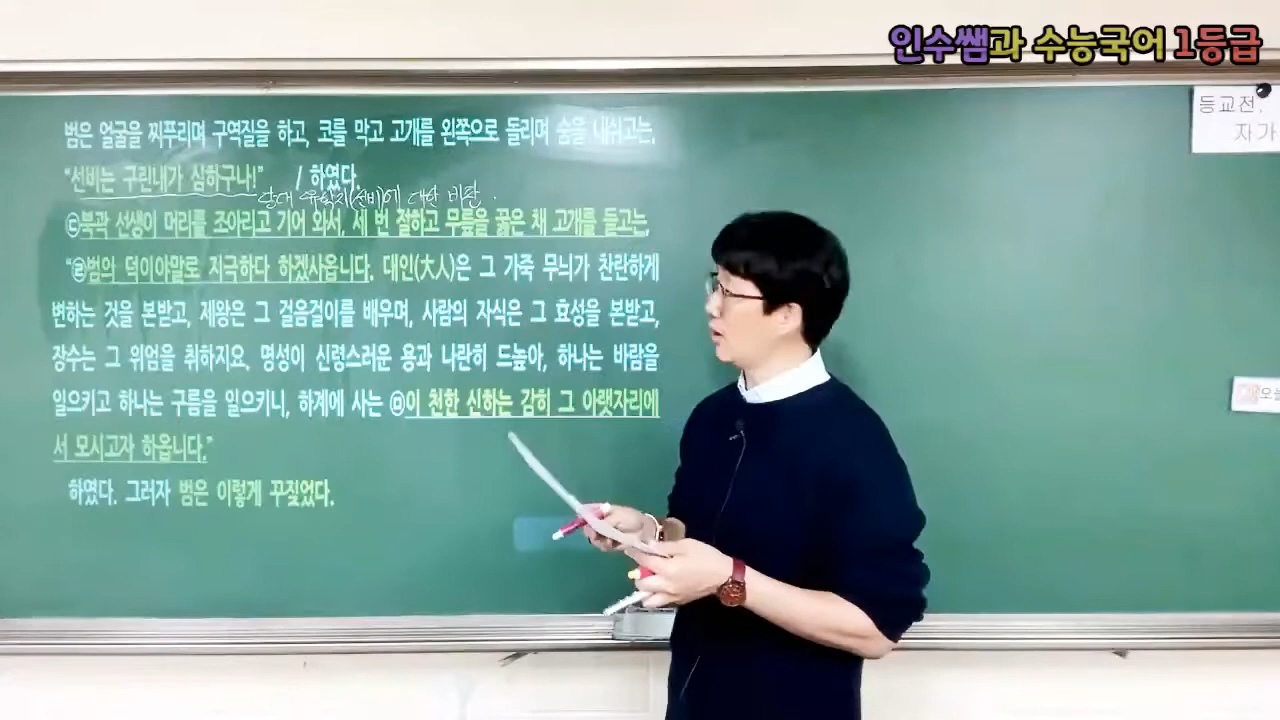 인수쌤과 수능국어 1등급
등교전,
자가
범은 얼굴을 찌푸리며 구역질을 하고, 코를 막고 고개를 왼쪽으로 돌리며 숨을 내쉬고는,
"선비는 구린내가 심하구나!" / 하였다.
당대 유학자(선비)에 대한 비판.
㉢북곽 선생이 머리를 조아리고 기어 와서, 세 번 절하고 무릎을 꿇은 채 고개를 들고는,
"㉣범의 덕이야말로 지극하다 하겠사옵니다. 대인(大人)은 그 가죽 무늬가 찬란하게
변하는 것을 본받고, 제왕은 그 걸음걸이를 배우며, 사람의 자식은 그 효성을 본받고,
장수는 그 위엄을 취하지요. 명성이 신령스러운 용과 나란히 드높아, 하나는 바람을
일으키고 하나는 구름을 일으키니, 하계에 사는 ㉤이 천한 신하는 감히 그 아랫자리에
서 모시고자 하옵니다."
하였다. 그러자 범은 이렇게 꾸짖었다.
오늘